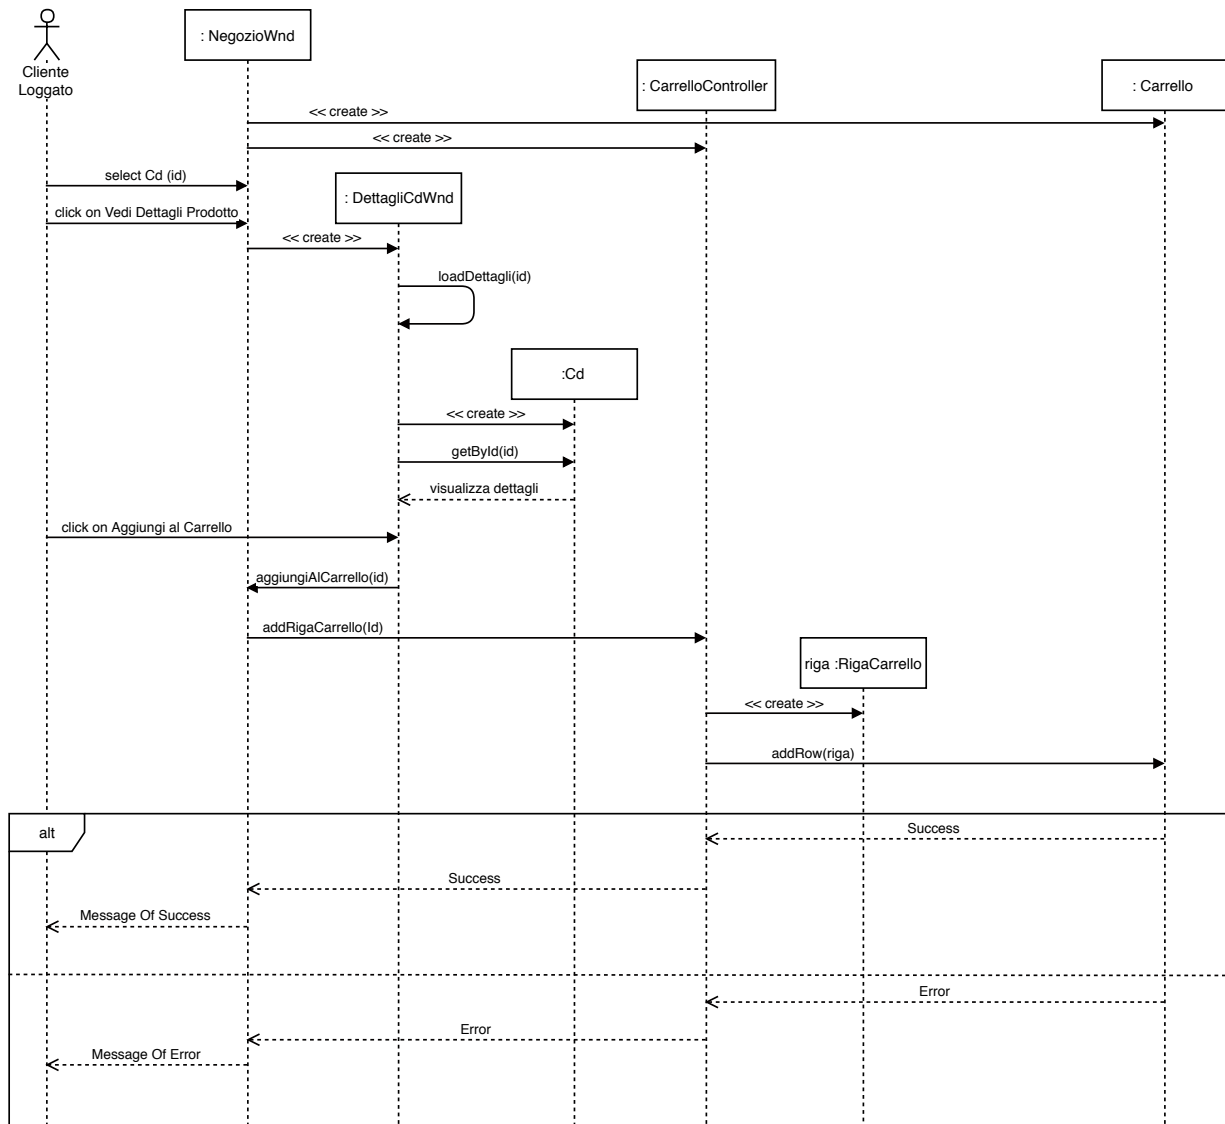 : NegozioWnd
Cliente
Loggato
: CarrelloController
: Carrello
<< create >>
<< create >>
select Cd (id)
: DettagliCdWnd
click on Vedi Dettagli Prodotto
<< create >>
loadDettagli(id)
:Cd
<< create >>
getById(id)
visualizza dettagli
click on Aggiungi al Carrello
aggiungiAlCarrello(id)
addRigaCarrello(Id)
riga :RigaCarrello
<< create >>
addRow(riga)
alt
Success
Success
Message Of Success
Error
Error
Message Of Error